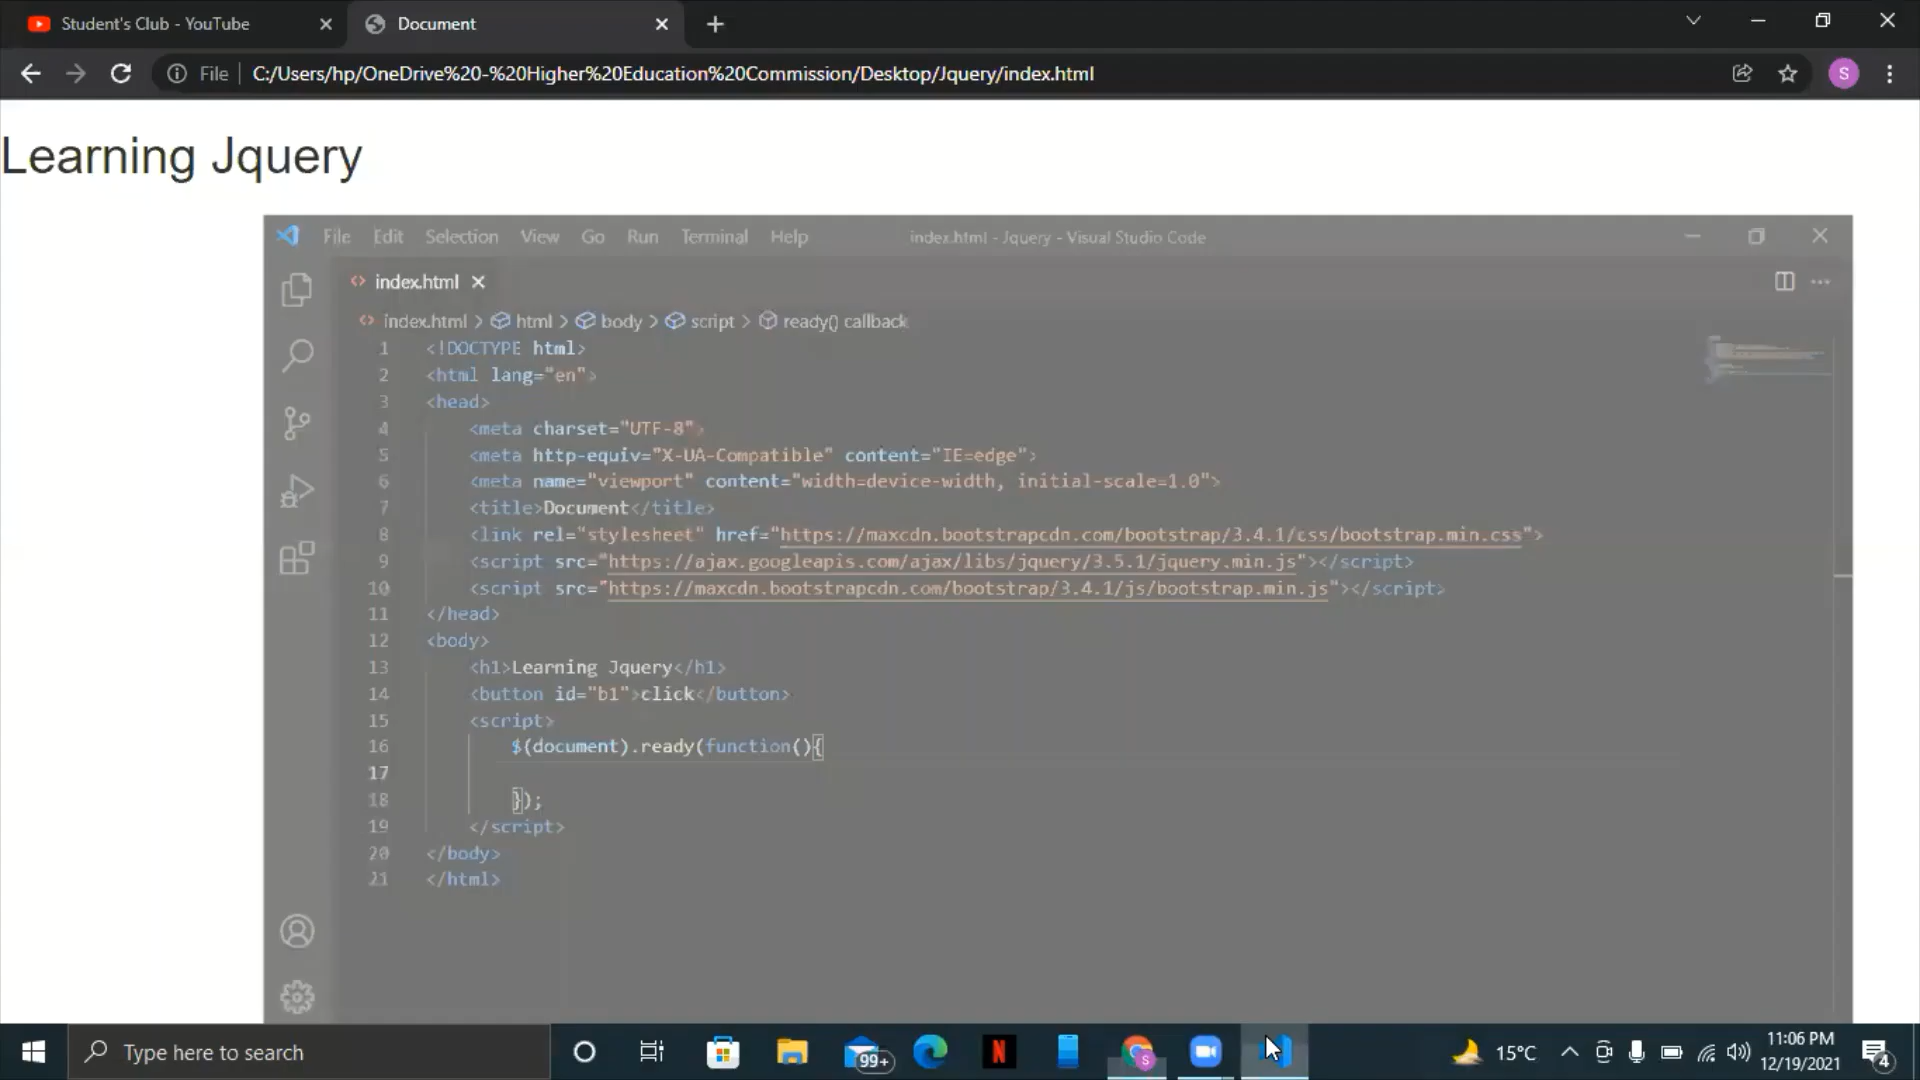 Student's Club - YouTube
Document
File
C:/Users/hp/OneDrive%20-%20Higher%20Education%20Commission/Desktop/Jquery/index.html
S
Learning Jquery
File Edit Selection View Go Run Terminal Help
index.html - Jquery - Visual Studio Code
index.html
index.html > html > body > script > ready() callback
1 <!DOCTYPE html>
2 <html lang="en">
3 <head>
4 <meta charset="UTF-8">
5 <meta http-equiv="X-UA-Compatible" content="IE=edge">
6 <meta name="viewport" content="width=device-width, initial-scale=1.0">
7 <title>Document</title>
8 <link rel="stylesheet" href="https://maxcdn.bootstrapcdn.com/bootstrap/3.4.1/css/bootstrap.min.css">
9 <script src="https://ajax.googleapis.com/ajax/libs/jquery/3.5.1/jquery.min.js"></script>
10 <script src="https://maxcdn.bootstrapcdn.com/bootstrap/3.4.1/js/bootstrap.min.js"></script>
11 </head>
12 <body>
13 <h1>Learning Jquery</h1>
14 <button id="b1">click</button>
15 <script>
16 $(document).ready(function(){
17
18 });
19 </script>
20 </body>
21 </html>
Type here to search
99+
N
S
15°C
11:06 PM
12/19/2021
4